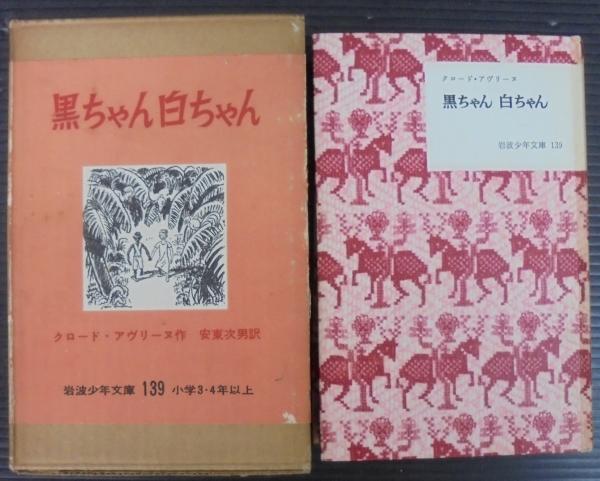 黒ちゃん白ちゃん
クロード・アヴリーヌ作 安東次男訳
岩波少年文庫 139 小学3・4年以上
クロード・アヴリーヌ
黒ちゃん 白ちゃん
岩波少年文庫 139